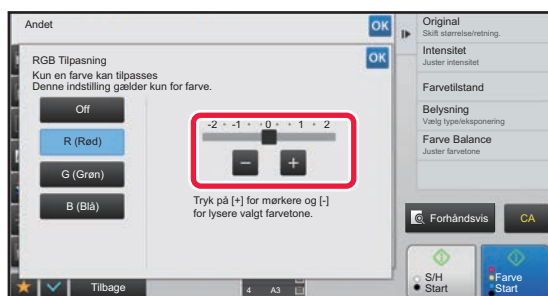 Andet
OK
RGB Tilpasning
OK
Kun en farve kan tilpasses
Denne indstilling gælder kun for farve.
Off
R (Rød)
G (Grøn)
B (Blå)
-2 • -1 • • 0 • • 1 • 2
− +
Tryk på [+] for mørkere og [-]
for lysere valgt farvetone.
Tilbage
4 A3
Original
Skift størrelse/retning.
Intensitet
Juster intensitet
Farvetilstand
Belysning
Vælg type/eksponering
Farve Balance
Juster farvetone
Forhåndsvis
CA
S/H
Start
Farve
Start